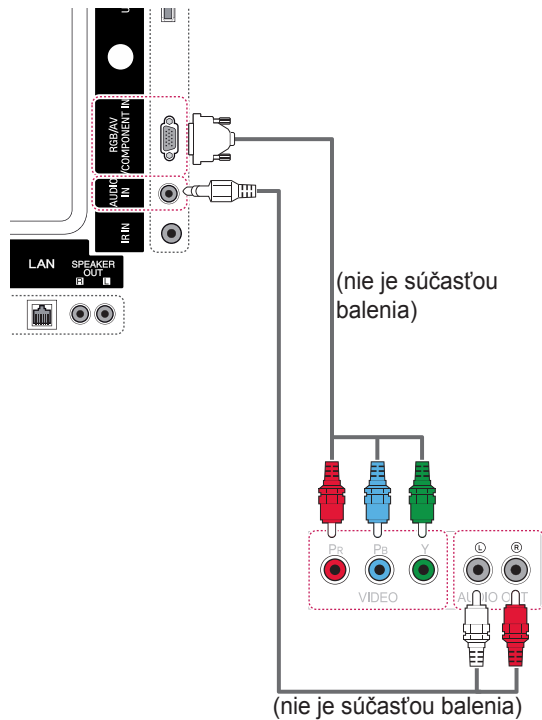 RGB/AV
/COMPONENT IN
AUDIO
IN
IR IN
LAN
SPEAKER
OUT
R L
(nie je súčasťou
balenia)
PR PB Y
VIDEO
L R
AUDIO OUT
(nie je súčasťou balenia)